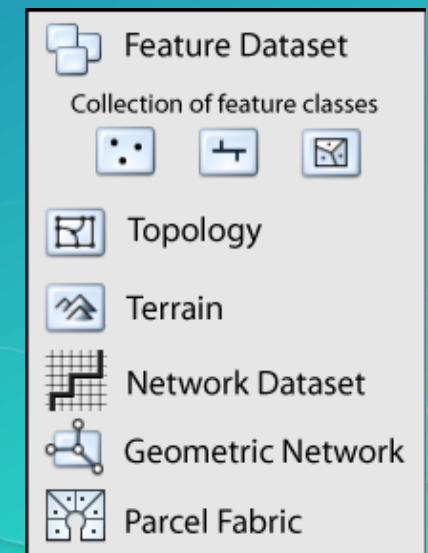 Feature Dataset
Collection of feature classes
Topology
Terrain
Network Dataset
Geometric Network
Parcel Fabric